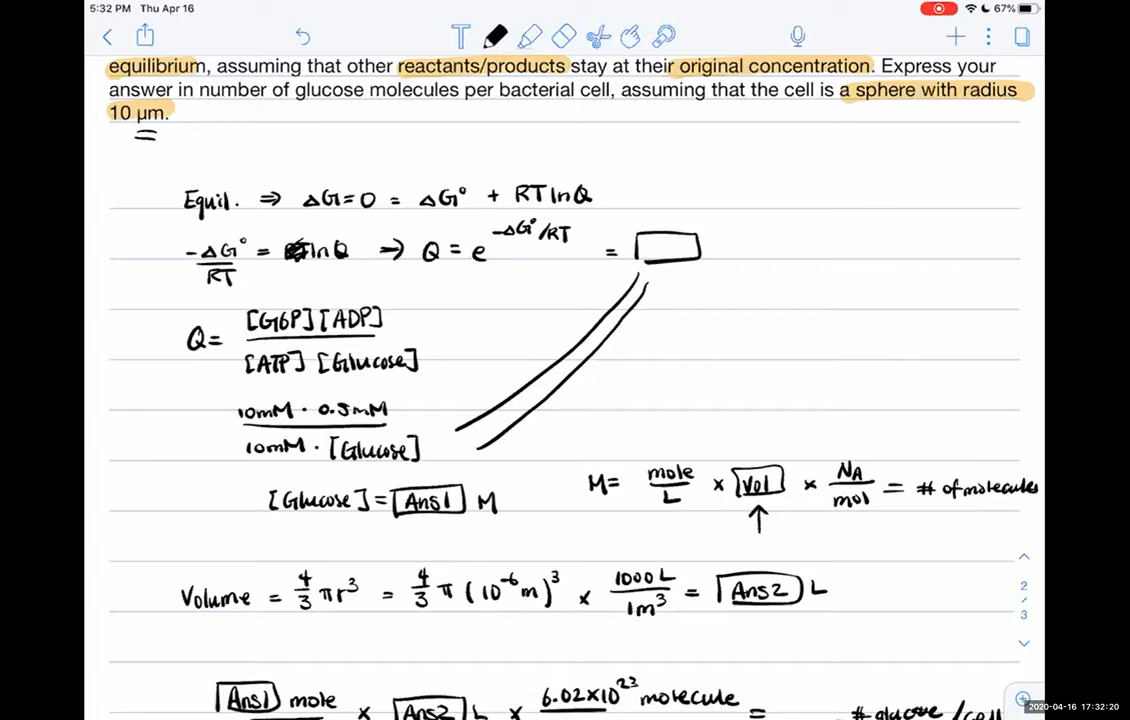 5:32 PM Thu Apr 16
67%
equilibrium, assuming that other reactants/products stay at their original concentration. Express your
answer in number of glucose molecules per bacterial cell, assuming that the cell is a sphere with radius
10 µm.
Equil. ⇒ ΔG=0 = ΔG° + RT ln Q
-ΔG°/RT = ln Q → Q = e^(-ΔG°/RT) =
Q= [G6P][ADP] / [ATP][Glucose]
10mM · 0.5mM / 10mM · [Glucose]
[Glucose] = Ans1 M
M= mole/L × Vol × NA/mol = # of molecules
Volume = 4/3 πr³ = 4/3 π (10⁻⁶ m)³ × 1000L/1m³ = Ans2 L
2/3
Ans1 mole × Ans2 L × 6.02×10²³ molecule = # glucose/cell
2020-04-16 17:32:20